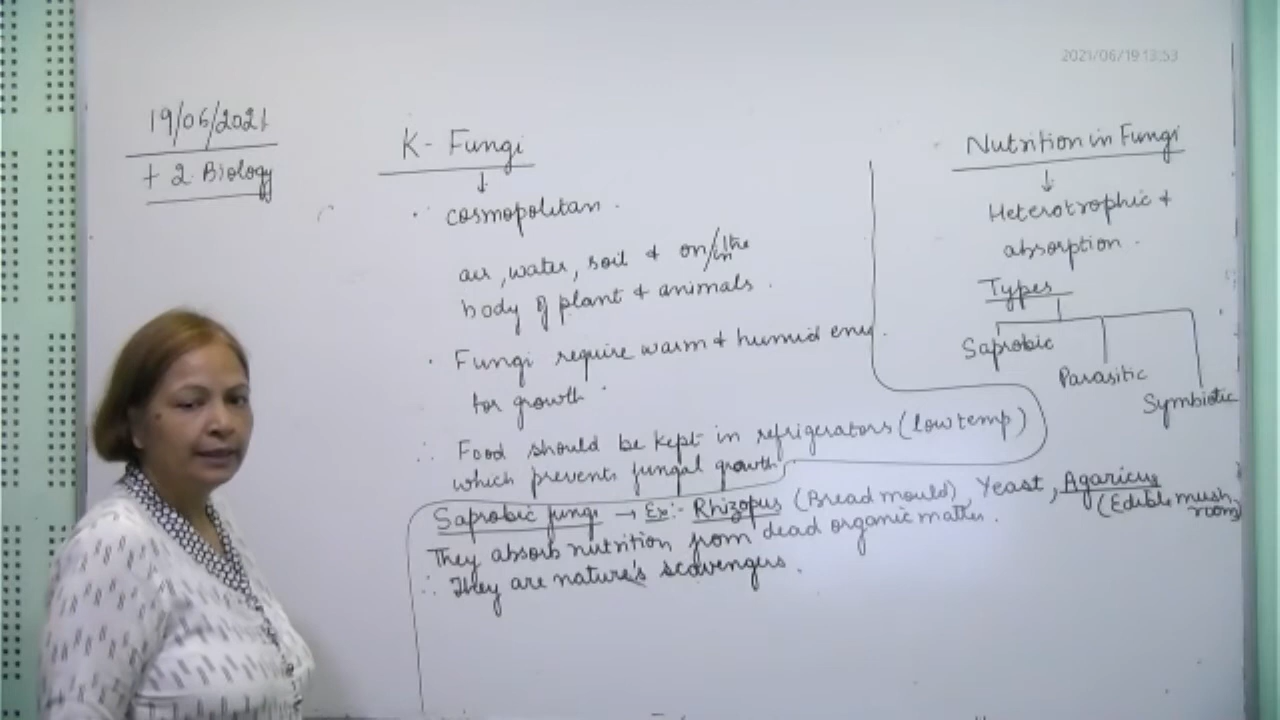 2021/06/19 13:53
19/06/2021
+ 2 Biology
K- Fungi
↓
• cosmopolitan.
air, water, soil + on/in the
body of plant + animals.
• Fungi require warm + humid env.
for growth.
∴ Food should be kept in refrigerators (low temp)
which prevents fungal growth
Nutrition in Fungi
↓
Heterotrophic +
absorption.
Types
Saprobic
Parasitic
Symbiotic
Saprobic fungi → Ex:- Rhizopus (Bread mould), Yeast, Agaricus
(Edible mush
room)
They absorb nutrition from dead organic matter.
∴ They are nature's scavengers.